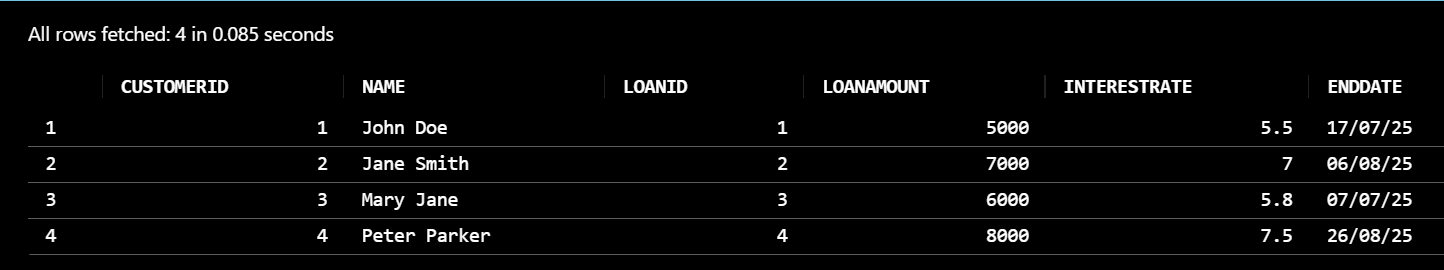 All rows fetched: 4 in 0.085 seconds
CUSTOMERID NAME LOANID LOANAMOUNT INTERESTRATE ENDDATE
1 1 John Doe 1 5000 5.5 17/07/25
2 2 Jane Smith 2 7000 7 06/08/25
3 3 Mary Jane 3 6000 5.8 07/07/25
4 4 Peter Parker 4 8000 7.5 26/08/25